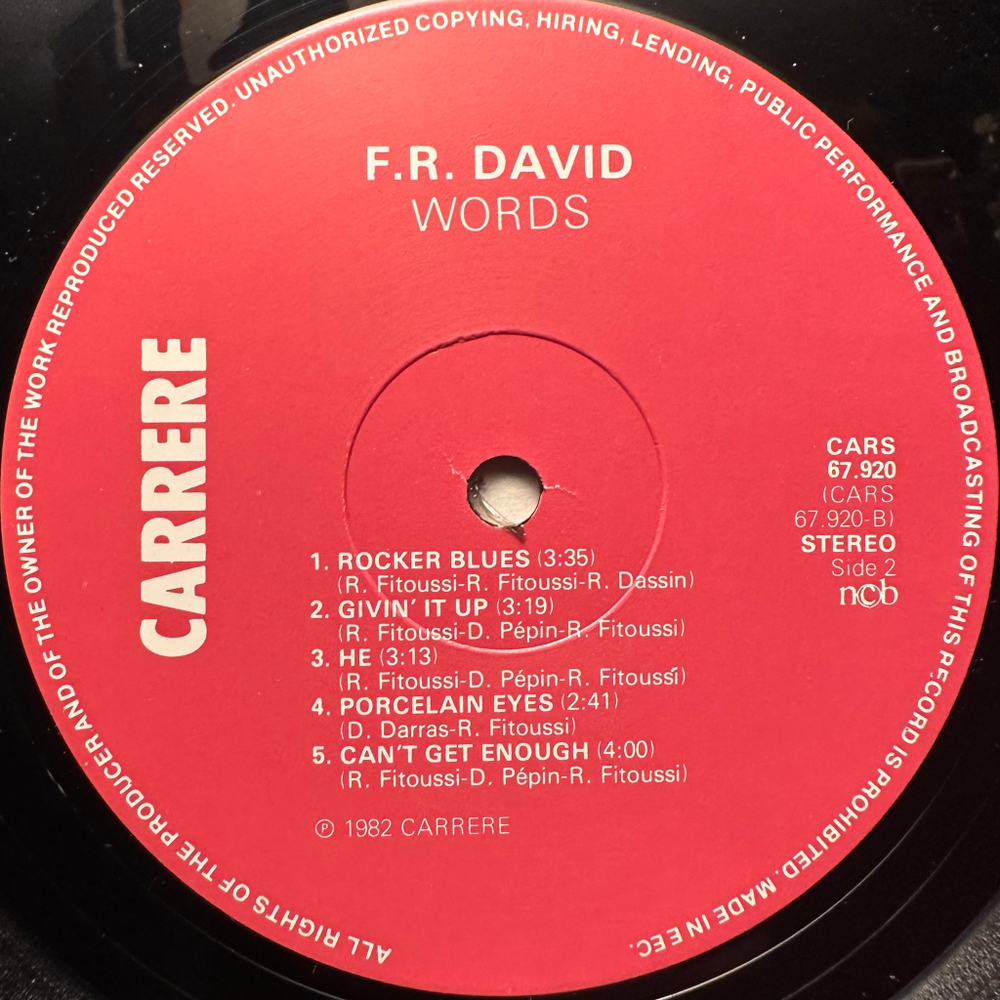 ALL RIGHTS OF THE PRODUCER AND OF THE OWNER OF THE WORK REPRODUCED RESERVED. UNAUTHORIZED COPYING, HIRING, LENDING, PUBLIC PERFORMANCE AND BROADCASTING OF THIS RECORD IS PROHIBITED. MADE IN EEC.
F.R. DAVID
WORDS
CARRERE
CARS
67.920
(CARS
67.920-B)
STEREO
Side 2
n©b
1. ROCKER BLUES (3:35)
(R. Fitoussi-R. Fitoussi-R. Dassin)
2. GIVIN' IT UP (3:19)
(R. Fitoussi-D. Pépin-R. Fitoussi)
3. HE (3:13)
(R. Fitoussi-D. Pépin-R. Fitoussi)
4. PORCELAIN EYES (2:41)
(D. Darras-R. Fitoussi)
5. CAN'T GET ENOUGH (4:00)
(R. Fitoussi-D. Pépin-R. Fitoussi)
℗ 1982 CARRERE